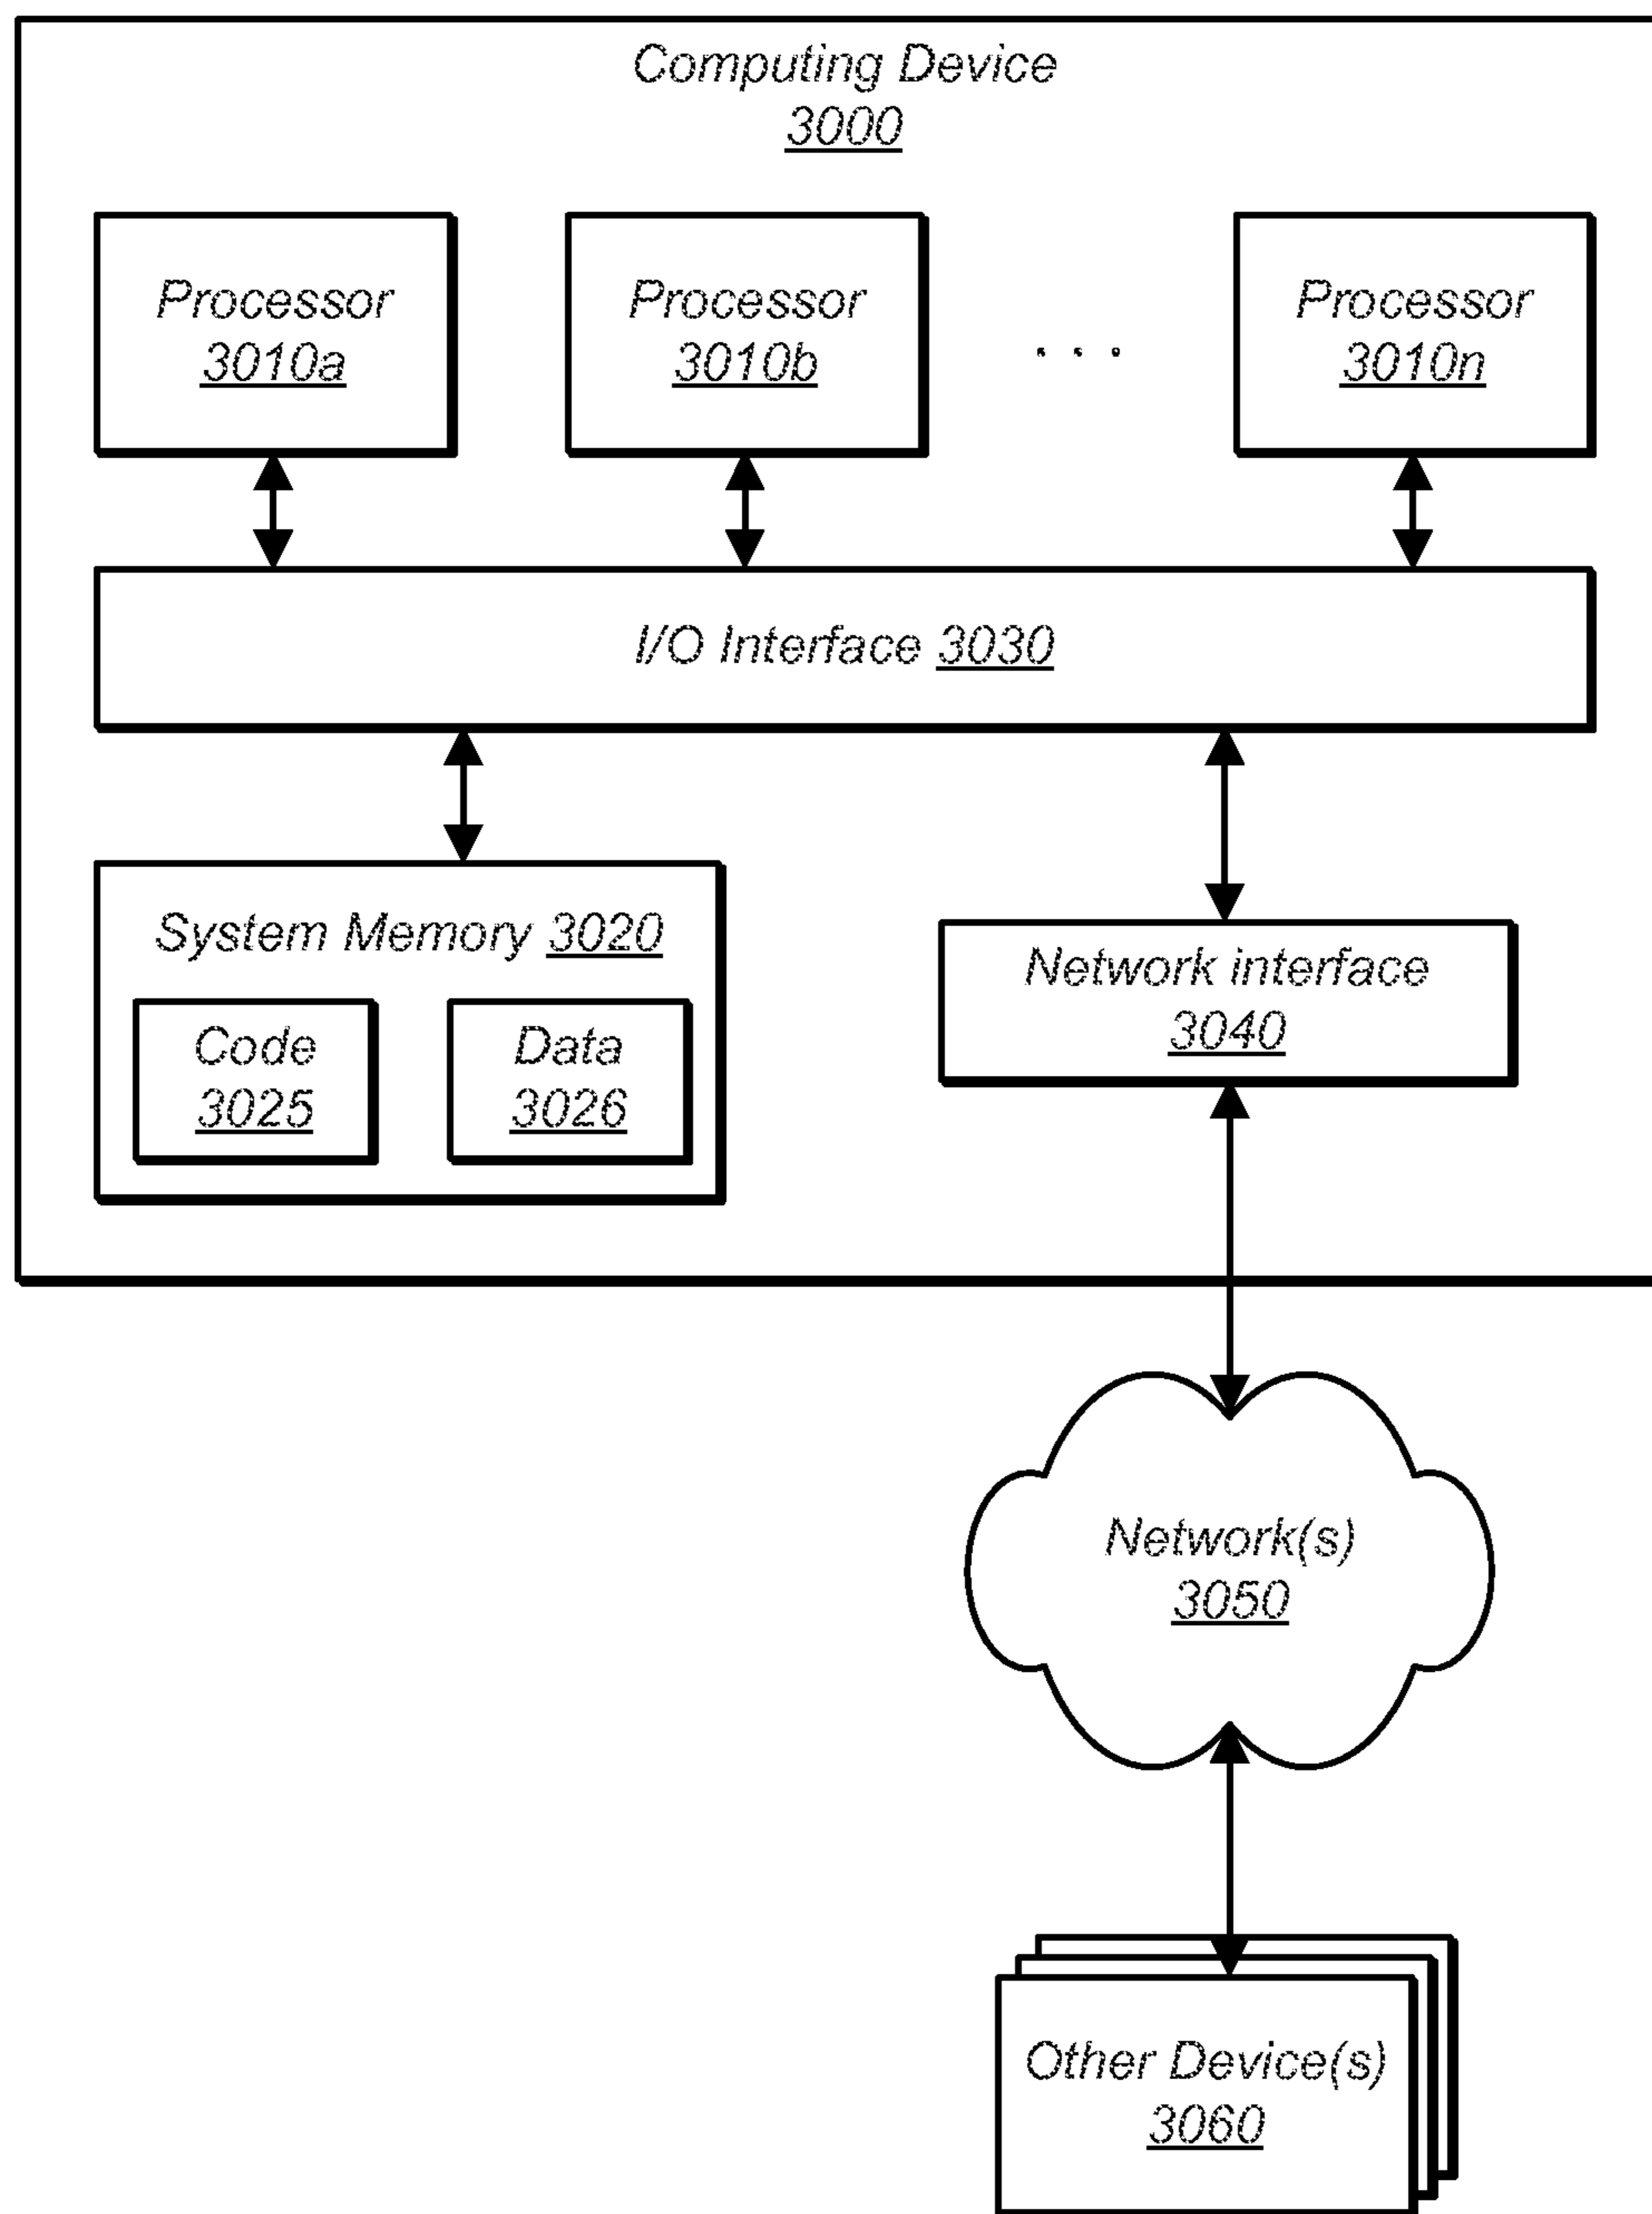 Computing Device
3000
Processor
3010a
Processor
3010b
. . .
Processor
3010n
I/O Interface 3030
System Memory 3020
Code
3025
Data
3026
Network interface
3040
Network(s)
3050
Other Device(s)
3060